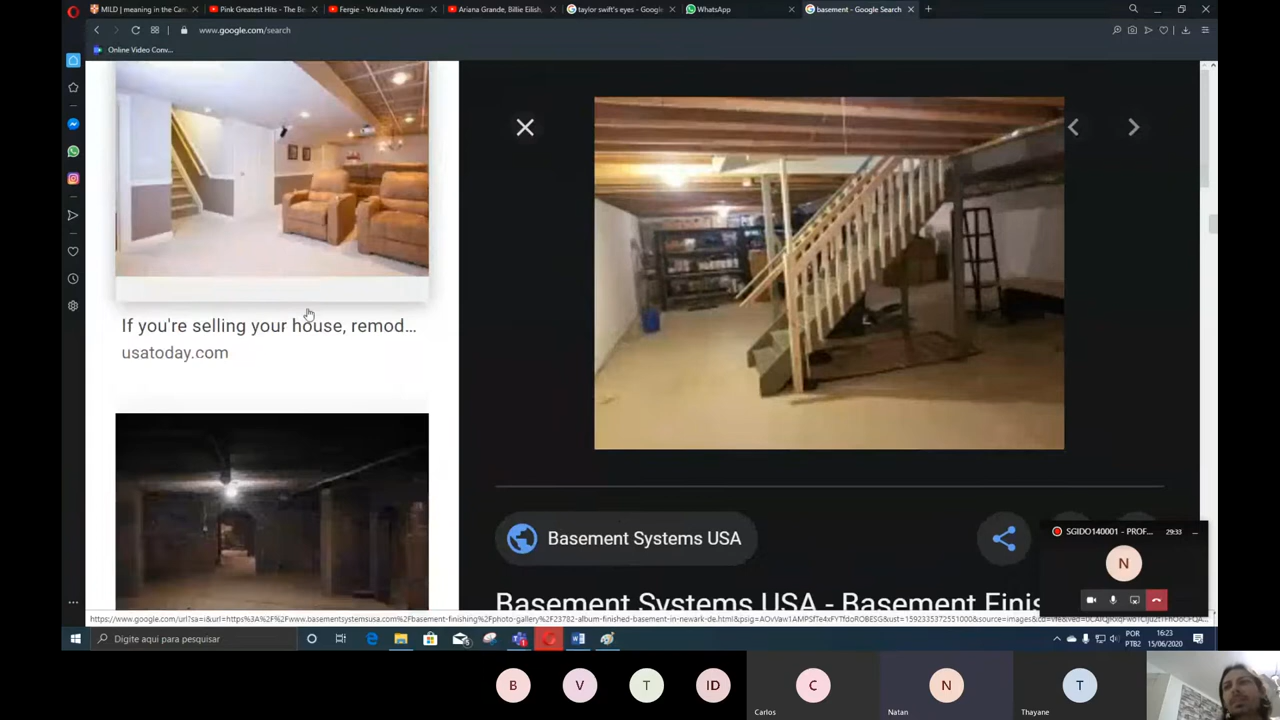 MILD | meaning in the Ca
Pink Greatest Hits - The Be
Fergie - You Already Know
Ariana Grande, Billie Eilish,
taylor swift's eyes - Goog
WhatsApp
basement - Google Search
www.google.com/search
Online Video Conv...
If you're selling your house, remod...
usatoday.com
Basement Systems USA
Basement Systems USA - Basement Finis
SGIDO140001 - PROF...
29:33
N
Digite aqui para pesquisar
POR
PTB2
16:23
15/06/2020
B
V
T
ID
C
N
T
Carlos
Natan
Thayane